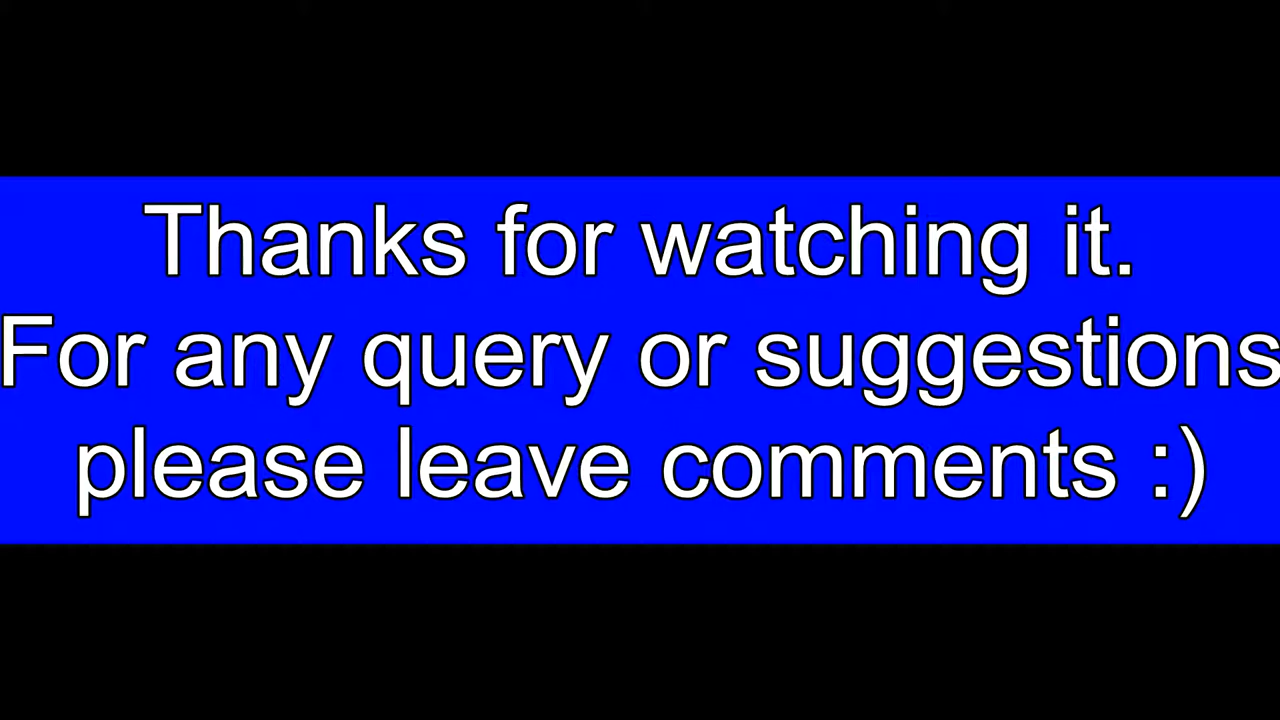 Thanks for watching it.
For any query or suggestions
please leave comments :)